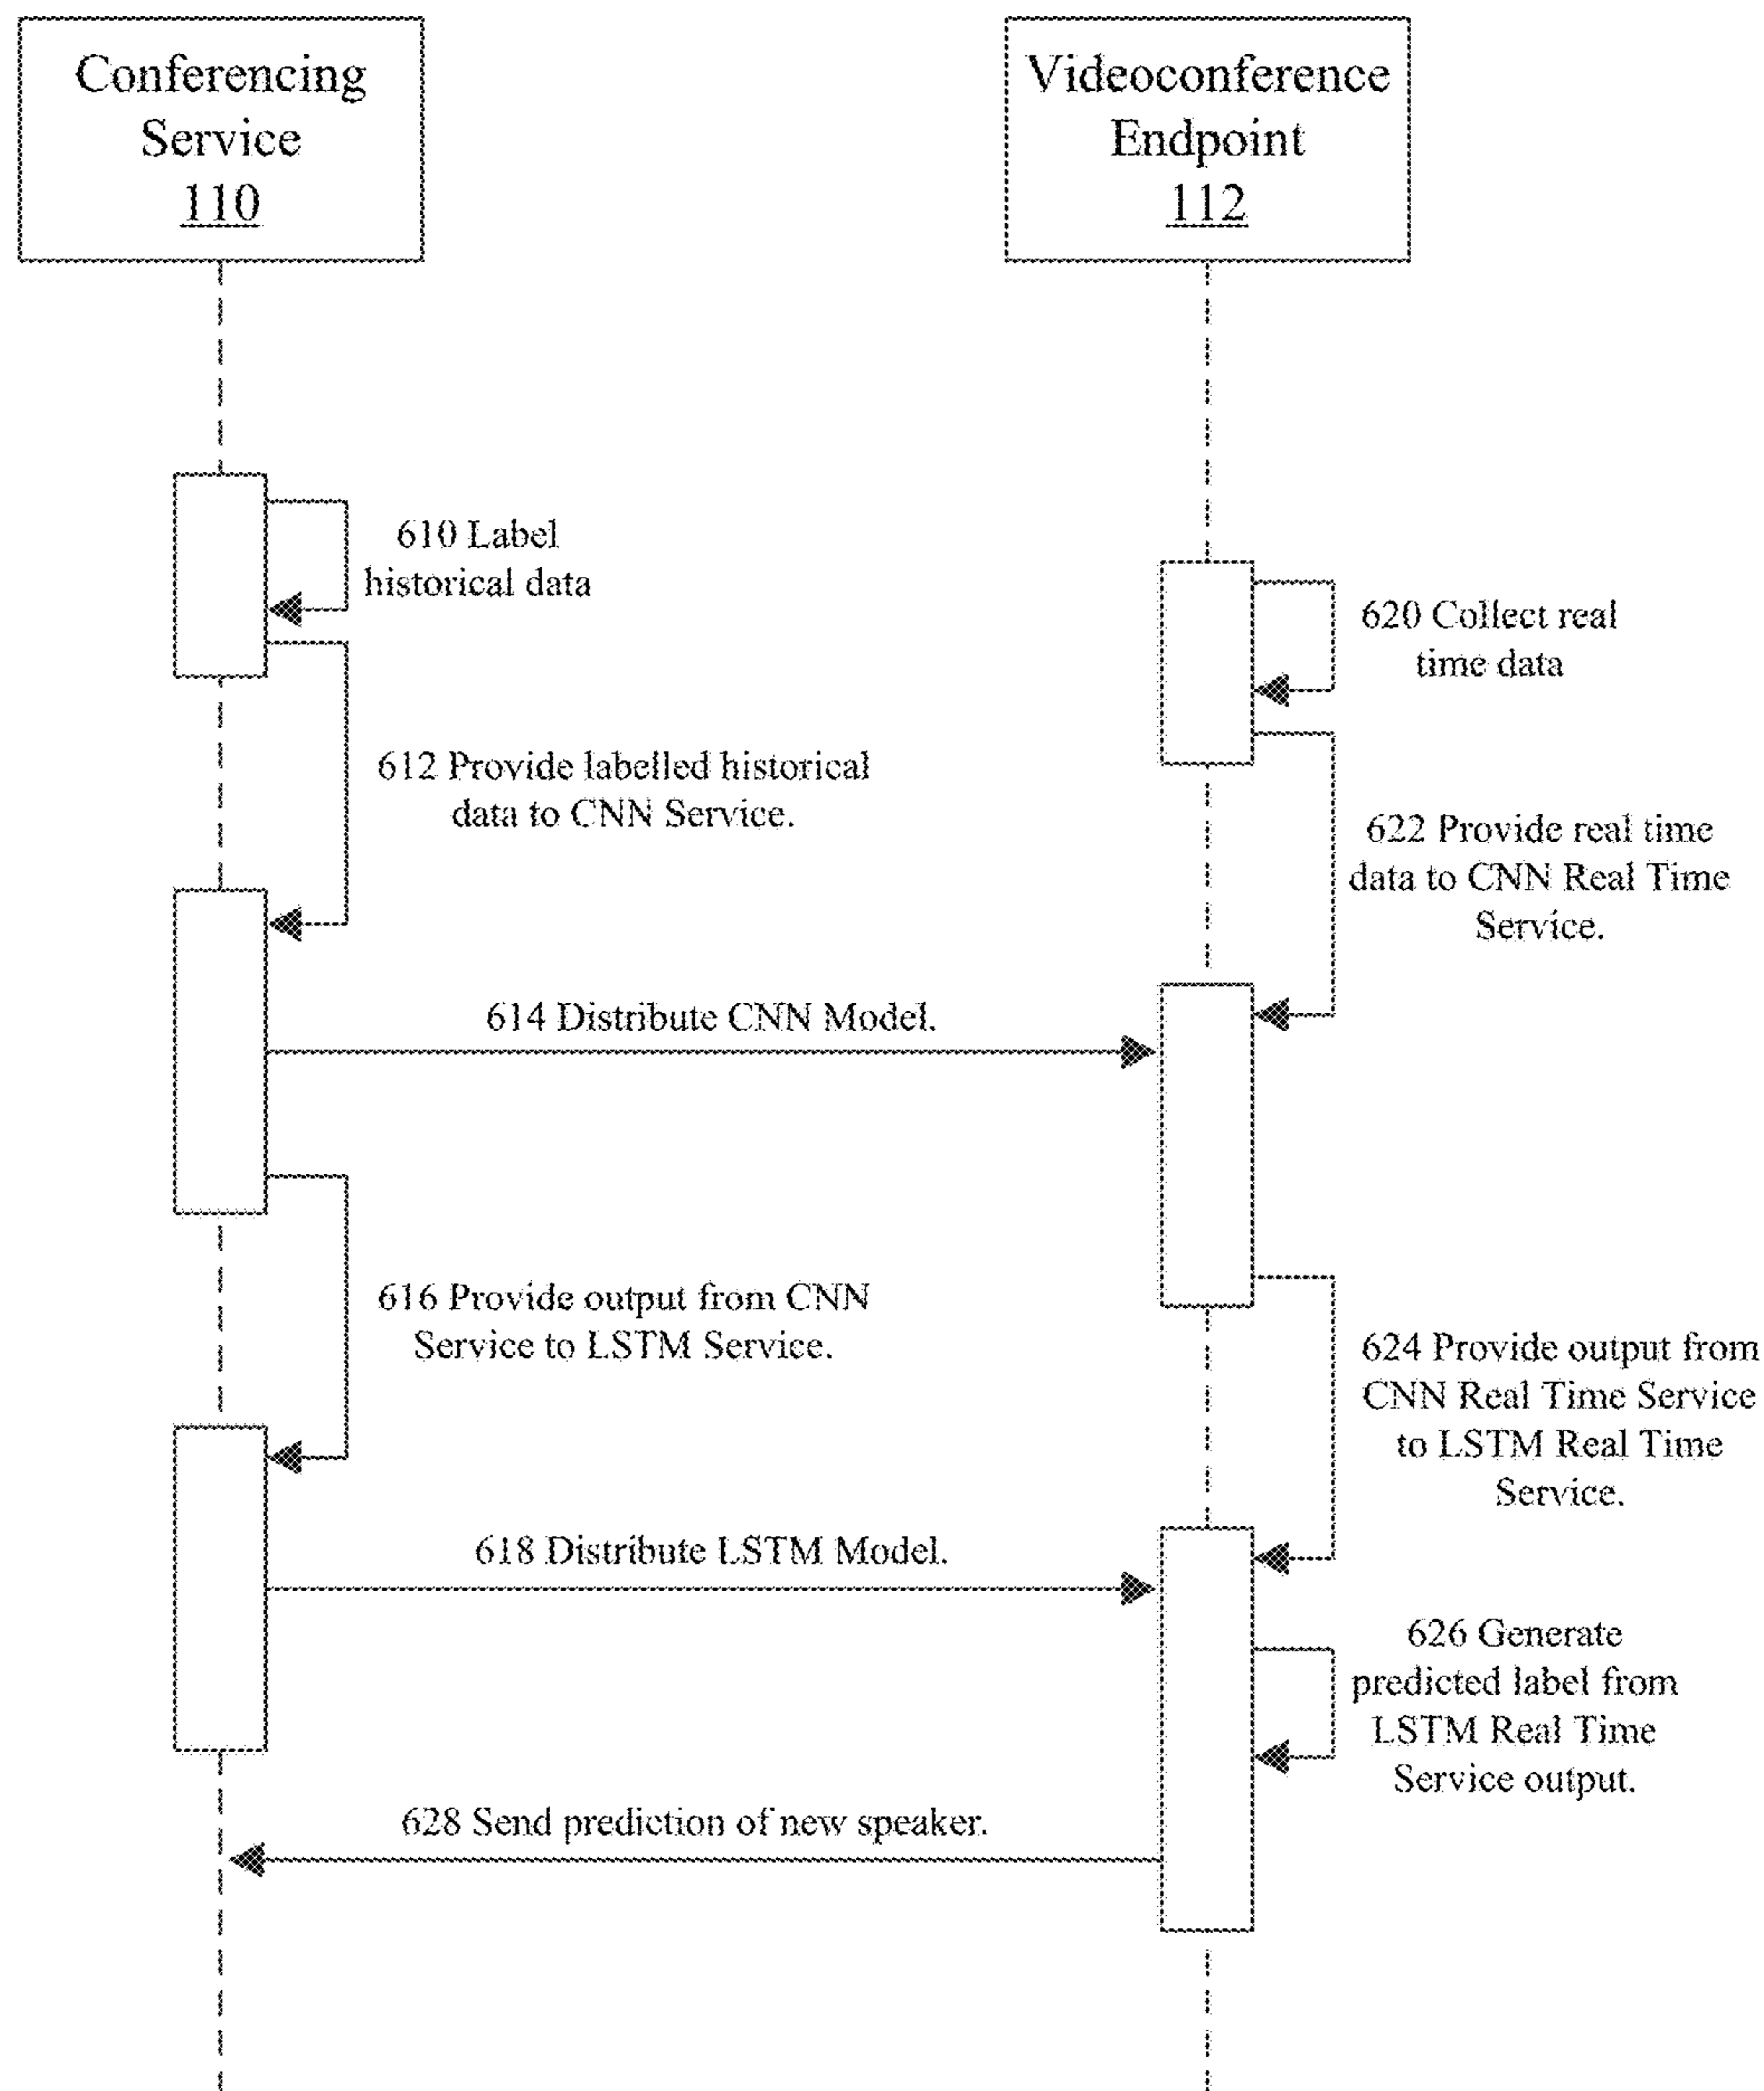 Conferencing
Service
110
Videoconference
Endpoint
112
610 Label
historical data
620 Collect real
time data
612 Provide labelled historical
data to CNN Service.
622 Provide real time
data to CNN Real Time
Service.
614 Distribute CNN Model.
616 Provide output from CNN
Service to LSTM Service.
624 Provide output from
CNN Real Time Service
to LSTM Real Time
Service.
618 Distribute LSTM Model.
626 Generate
predicted label from
LSTM Real Time
Service output.
628 Send prediction of new speaker.